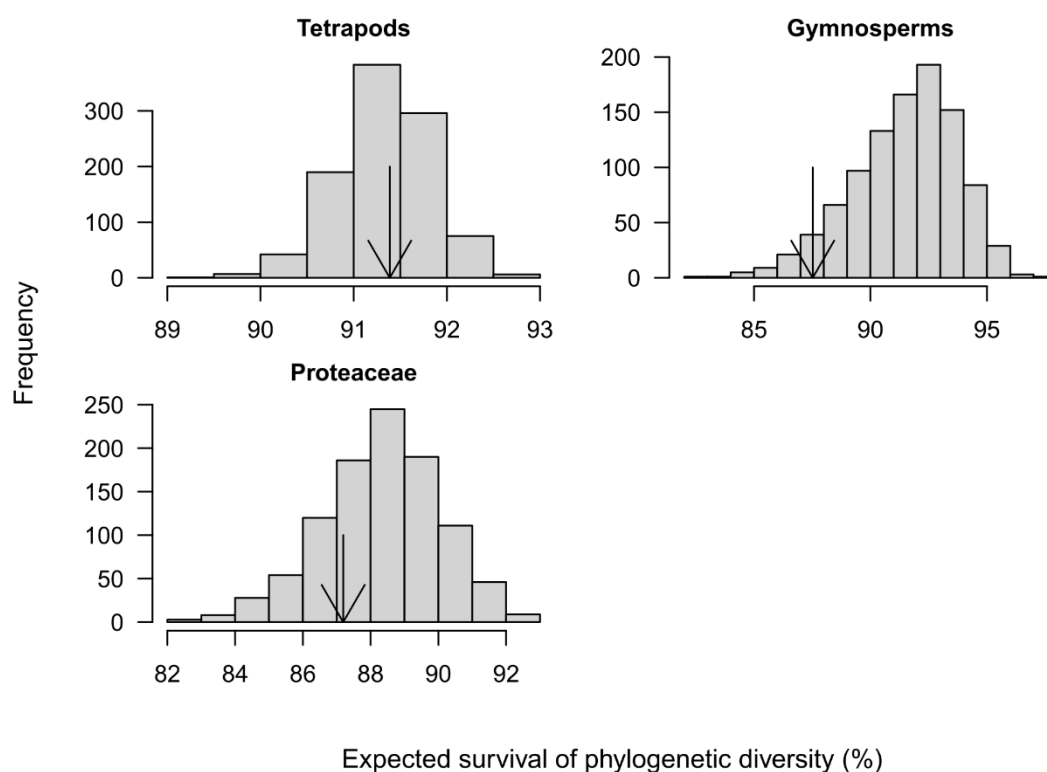 Tetrapods
300
200
100
0
89 90 91 92 93
Gymnosperms
200
150
100
50
0
85 90 95
Proteaceae
250
200
150
100
50
0
82 84 86 88 90 92
Frequency
Expected survival of phylogenetic diversity (%)